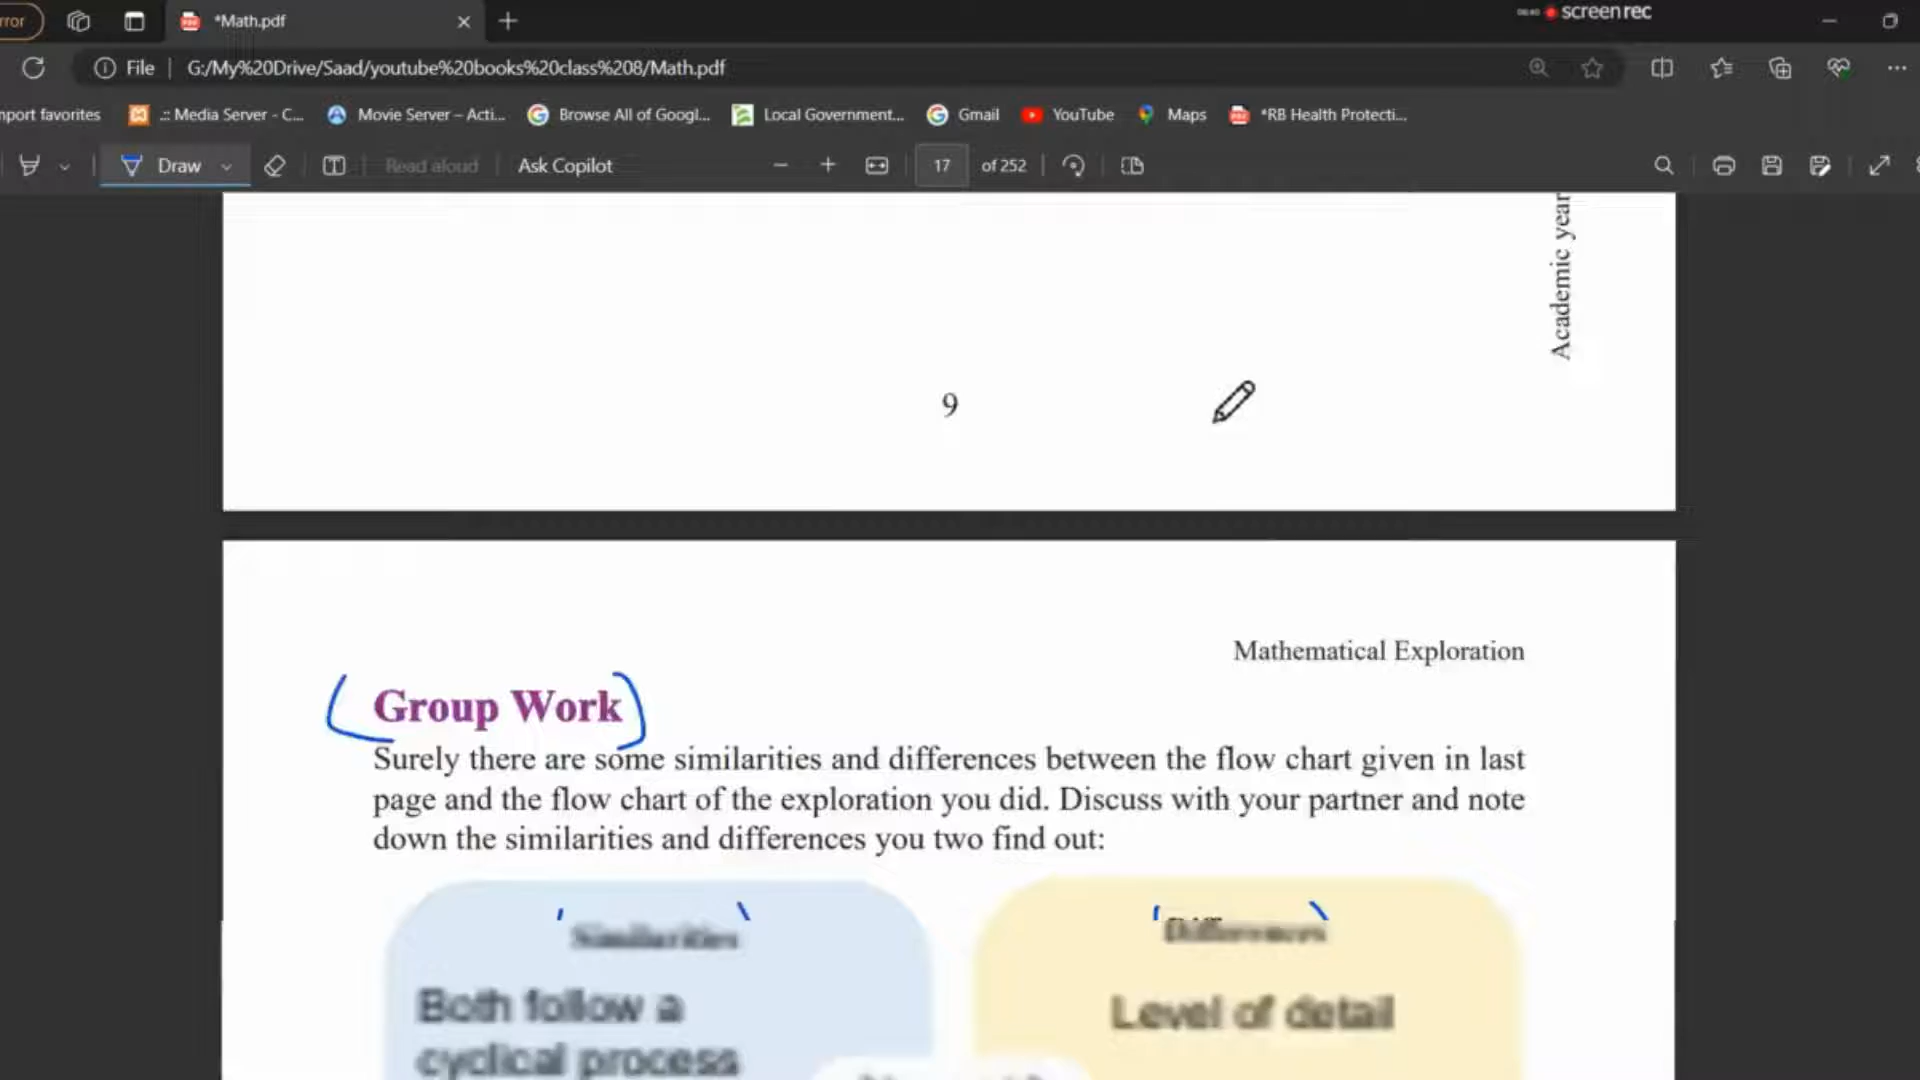 rror
*Math.pdf
screenrec
File
G:/My%20Drive/Saad/youtube%20books%20class%208/Math.pdf
mport favorites
.:: Media Server - C...
Movie Server – Acti...
Browse All of Googl...
Local Government...
Gmail
YouTube
Maps
*RB Health Protecti...
Draw
Read aloud
Ask Copilot
17
of 252
Academic year
9
Mathematical Exploration
Group Work
Surely there are some similarities and differences between the flow chart given in last
page and the flow chart of the exploration you did. Discuss with your partner and note
down the similarities and differences you two find out:
Similarities
Differences
Both follow a
cyclical process
Level of detail